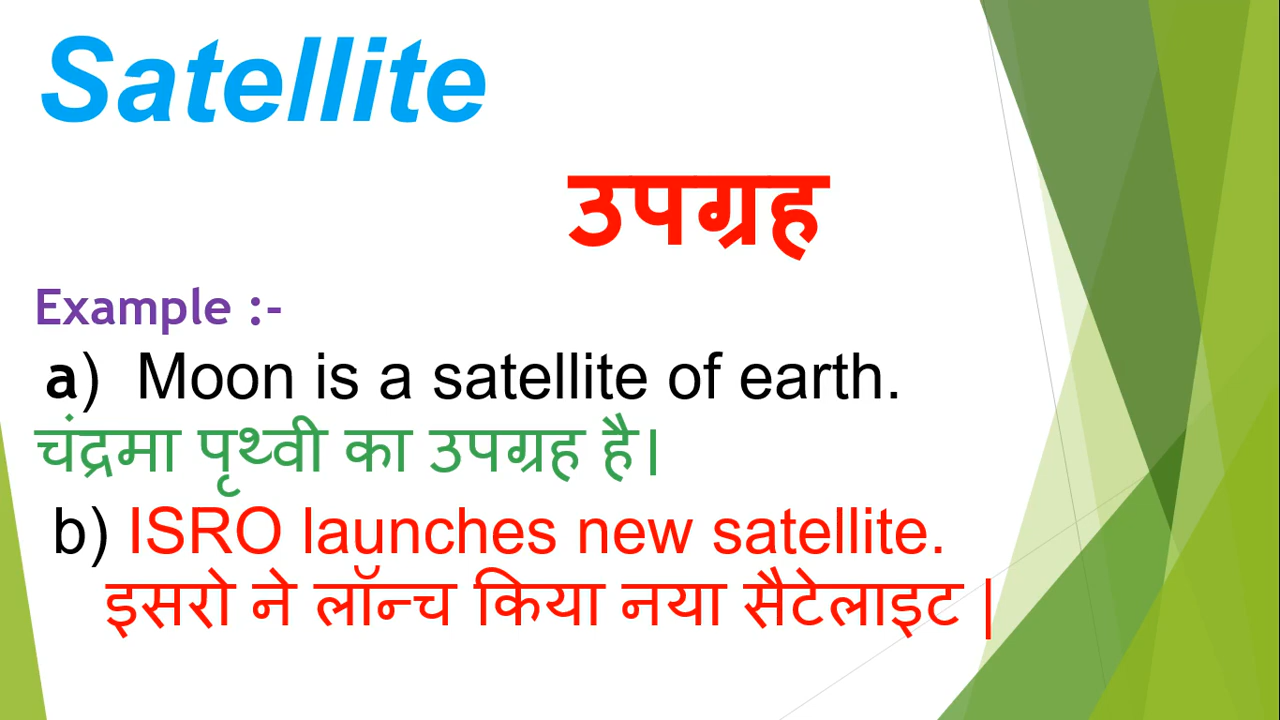 Satellite
उपग्रह
Example :-
a) Moon is a satellite of earth.
चंद्रमा पृथ्वी का उपग्रह है।
b) ISRO launches new satellite.
इसरो ने लॉन्च किया नया सैटेलाइट |